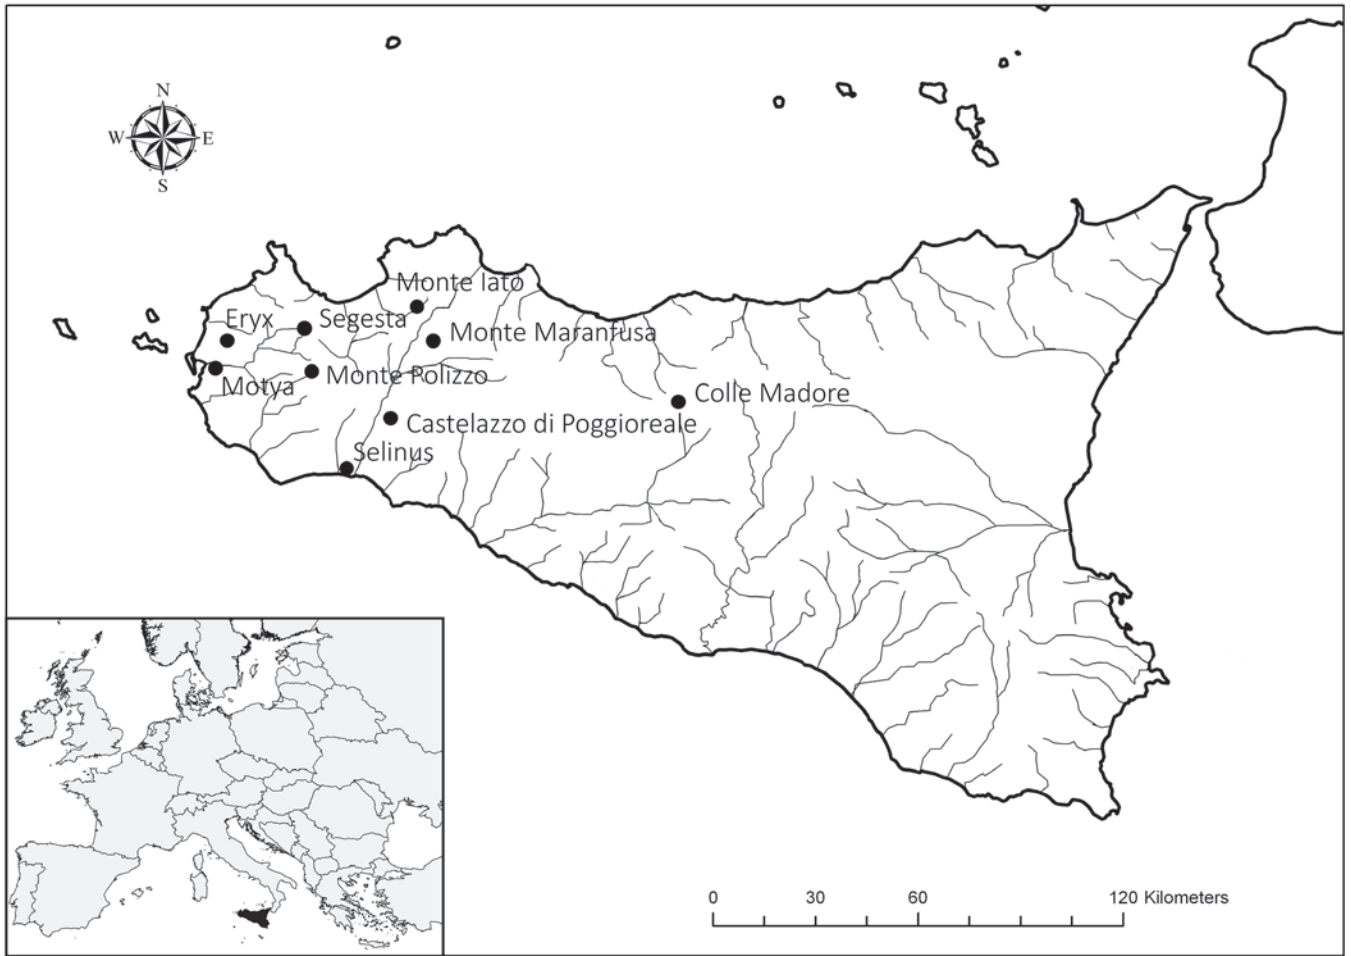 N
W E
S
Monte Iato
Eryx
Segesta
Monte Maranfusa
Motya
Monte Polizzo
Colle Madore
Castelazzo di Poggioreale
Selinus
0 30 60 120 Kilometers